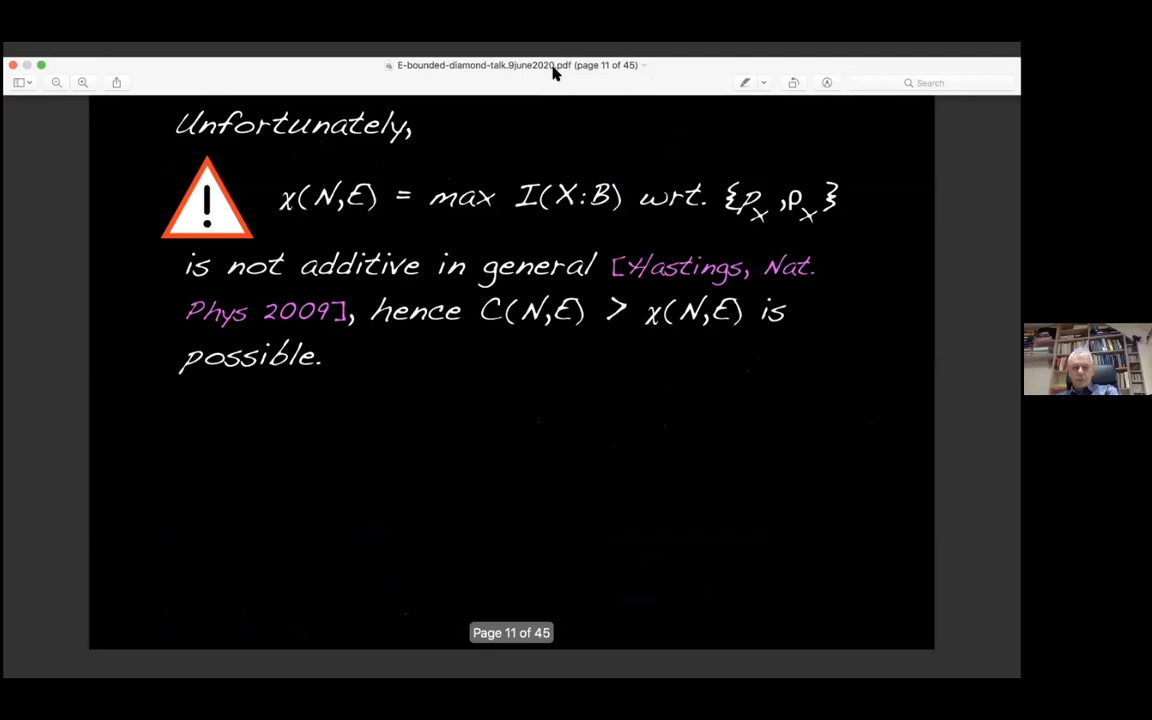 E-bounded-diamond-talk.9june2020.pdf (page 11 of 45)
Search
Unfortunately,
χ(N,E) = max I(X:B) wrt. {p_x ,ρ_x}
is not additive in general [Hastings, Nat.
Phys 2009], hence C(N,E) > χ(N,E) is
possible.
Page 11 of 45